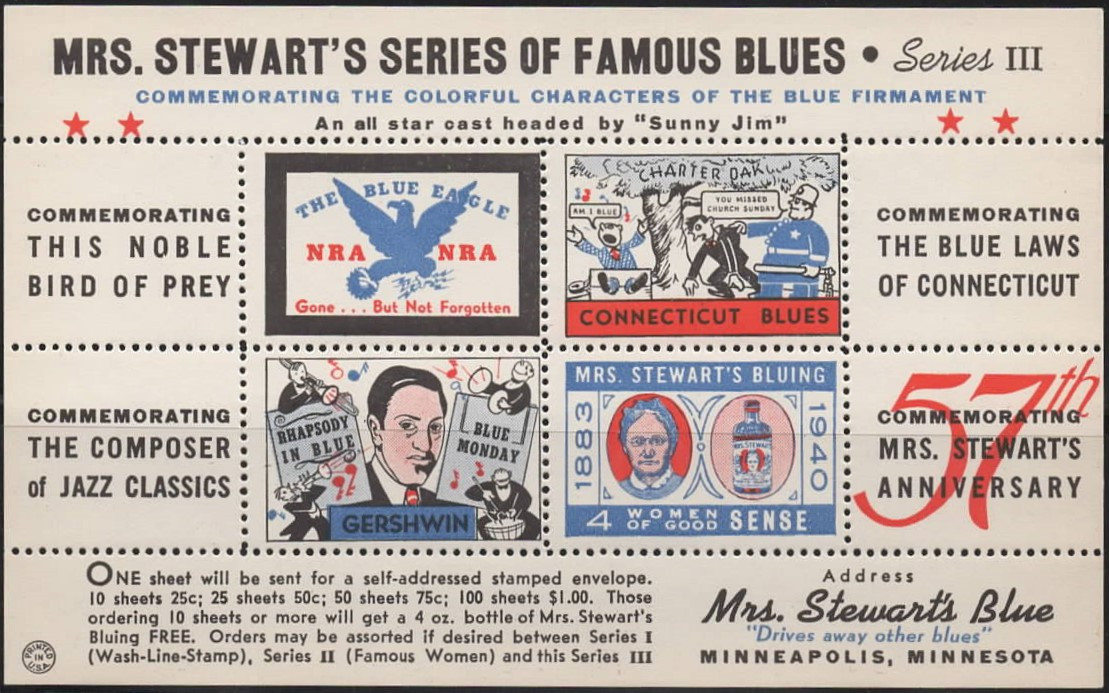 MRS. STEWART'S SERIES OF FAMOUS BLUES • Series III
COMMEMORATING THE COLORFUL CHARACTERS OF THE BLUE FIRMAMENT
An all star cast headed by "Sunny Jim"
COMMEMORATING
THIS NOBLE
BIRD OF PREY
THE BLUE EAGLE
NRA NRA
Gone . . . But Not Forgotten
CHARTER OAK
AM I BLUE
YOU MISSED
CHURCH SUNDAY
CONNECTICUT BLUES
COMMEMORATING
THE BLUE LAWS
OF CONNECTICUT
COMMEMORATING
THE COMPOSER
of JAZZ CLASSICS
RHAPSODY
IN BLUE
BLUE
MONDAY
GERSHWIN
MRS. STEWART'S BLUING
1883
1940
MRS. STEWART'S
4 WOMEN
OF GOOD SENSE
57th
COMMEMORATING
MRS. STEWART'S
ANNIVERSARY
ONE sheet will be sent for a self-addressed stamped envelope.
10 sheets 25c; 25 sheets 50c; 50 sheets 75c; 100 sheets $1.00. Those
ordering 10 sheets or more will get a 4 oz. bottle of Mrs. Stewart's
Bluing FREE. Orders may be assorted if desired between Series I
(Wash-Line-Stamp), Series II (Famous Women) and this Series III
PRINTED
IN
U.S.A.
Address
Mrs. Stewart's Blue
"Drives away other blues"
MINNEAPOLIS, MINNESOTA